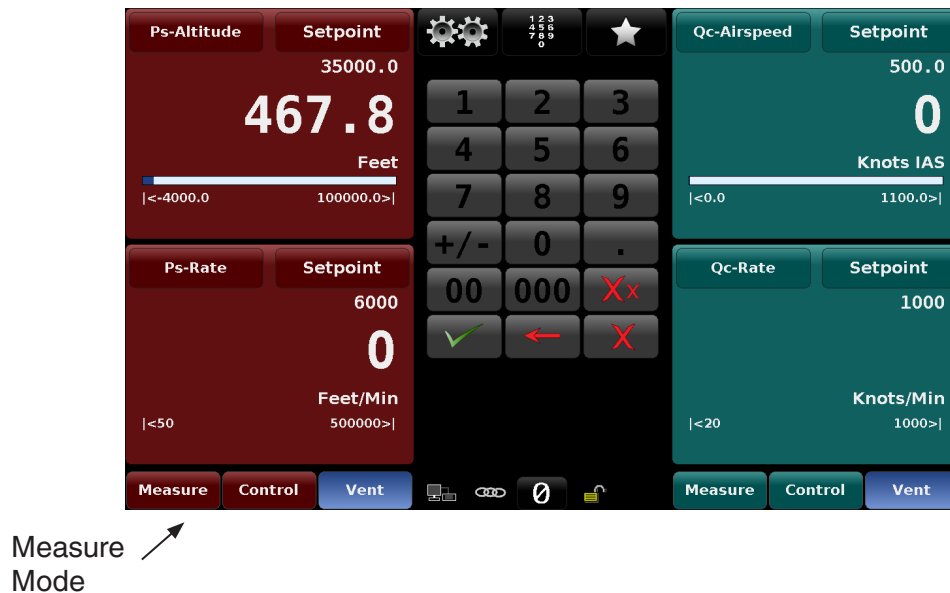 Ps-Altitude Setpoint
35000.0
467.8
Feet
|<-4000.0 100000.0>|
Ps-Rate Setpoint
6000
0
Feet/Min
|<50 500000>|
Measure Control Vent
1 2 3
4 5 6
7 8 9
0
1 2 3
4 5 6
7 8 9
+/- 0 .
00 000 Xx
X
0
Qc-Airspeed Setpoint
500.0
0
Knots IAS
|<0.0 1100.0>|
Qc-Rate Setpoint
1000
Knots/Min
|<20 1000>|
Measure Control Vent
Measure
Mode